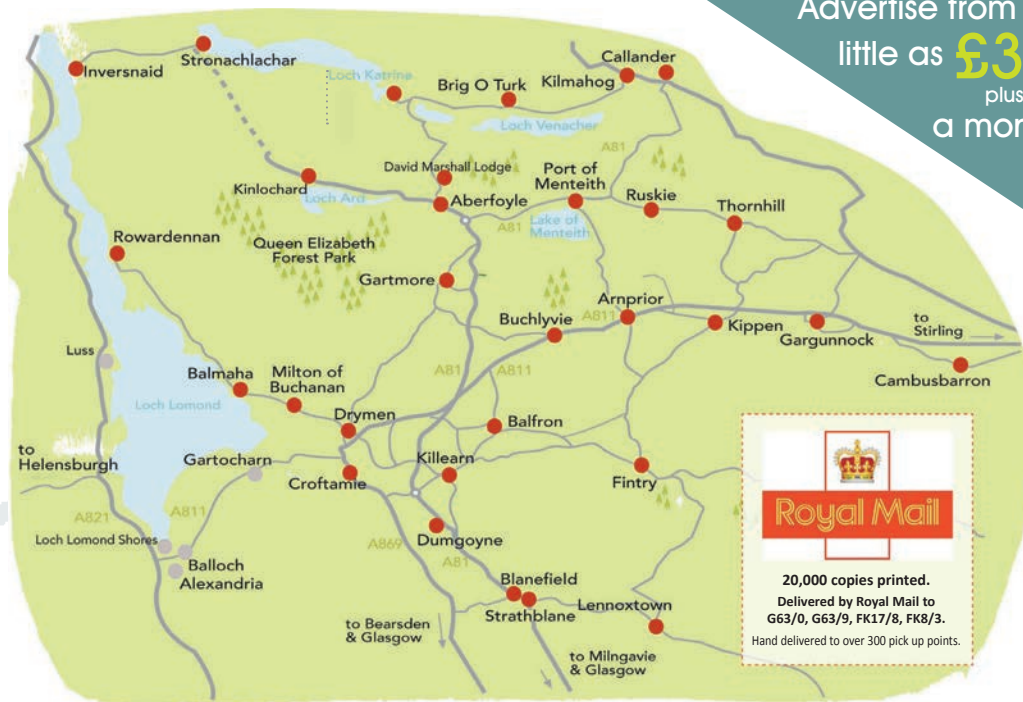 Advertise from
little as £3
plus
a mor
Callander
Stronachlachar
Inversnaid
Loch Katrine
Brig O Turk
Kilmahog
Loch Venacher
A81
David Marshall Lodge
Port of
Menteith
Kinlochard
Loch Ard
Aberfoyle
Ruskie
Thornhill
A81
Lake of
Menteith
Rowardennan
Queen Elizabeth
Forest Park
Gartmore
Arnprior
Buchlyvie
A811
Kippen
Gargunnock
to
Stirling
Luss
Cambusbarron
Balmaha
Milton of
Buchanan
A81
A811
Loch Lomond
Drymen
Balfron
to
Helensburgh
Gartocharn
Croftamie
Killearn
Fintry
A821
A811
Loch Lomond Shores
Balloch
Alexandria
A869
Dumgoyne
A81
Blanefield
Strathblane
Lennoxtown
to Bearsden
& Glasgow
to Milngavie
& Glasgow
Royal Mail
20,000 copies printed.
Delivered by Royal Mail to
G63/0, G63/9, FK17/8, FK8/3.
Hand delivered to over 300 pick up points.